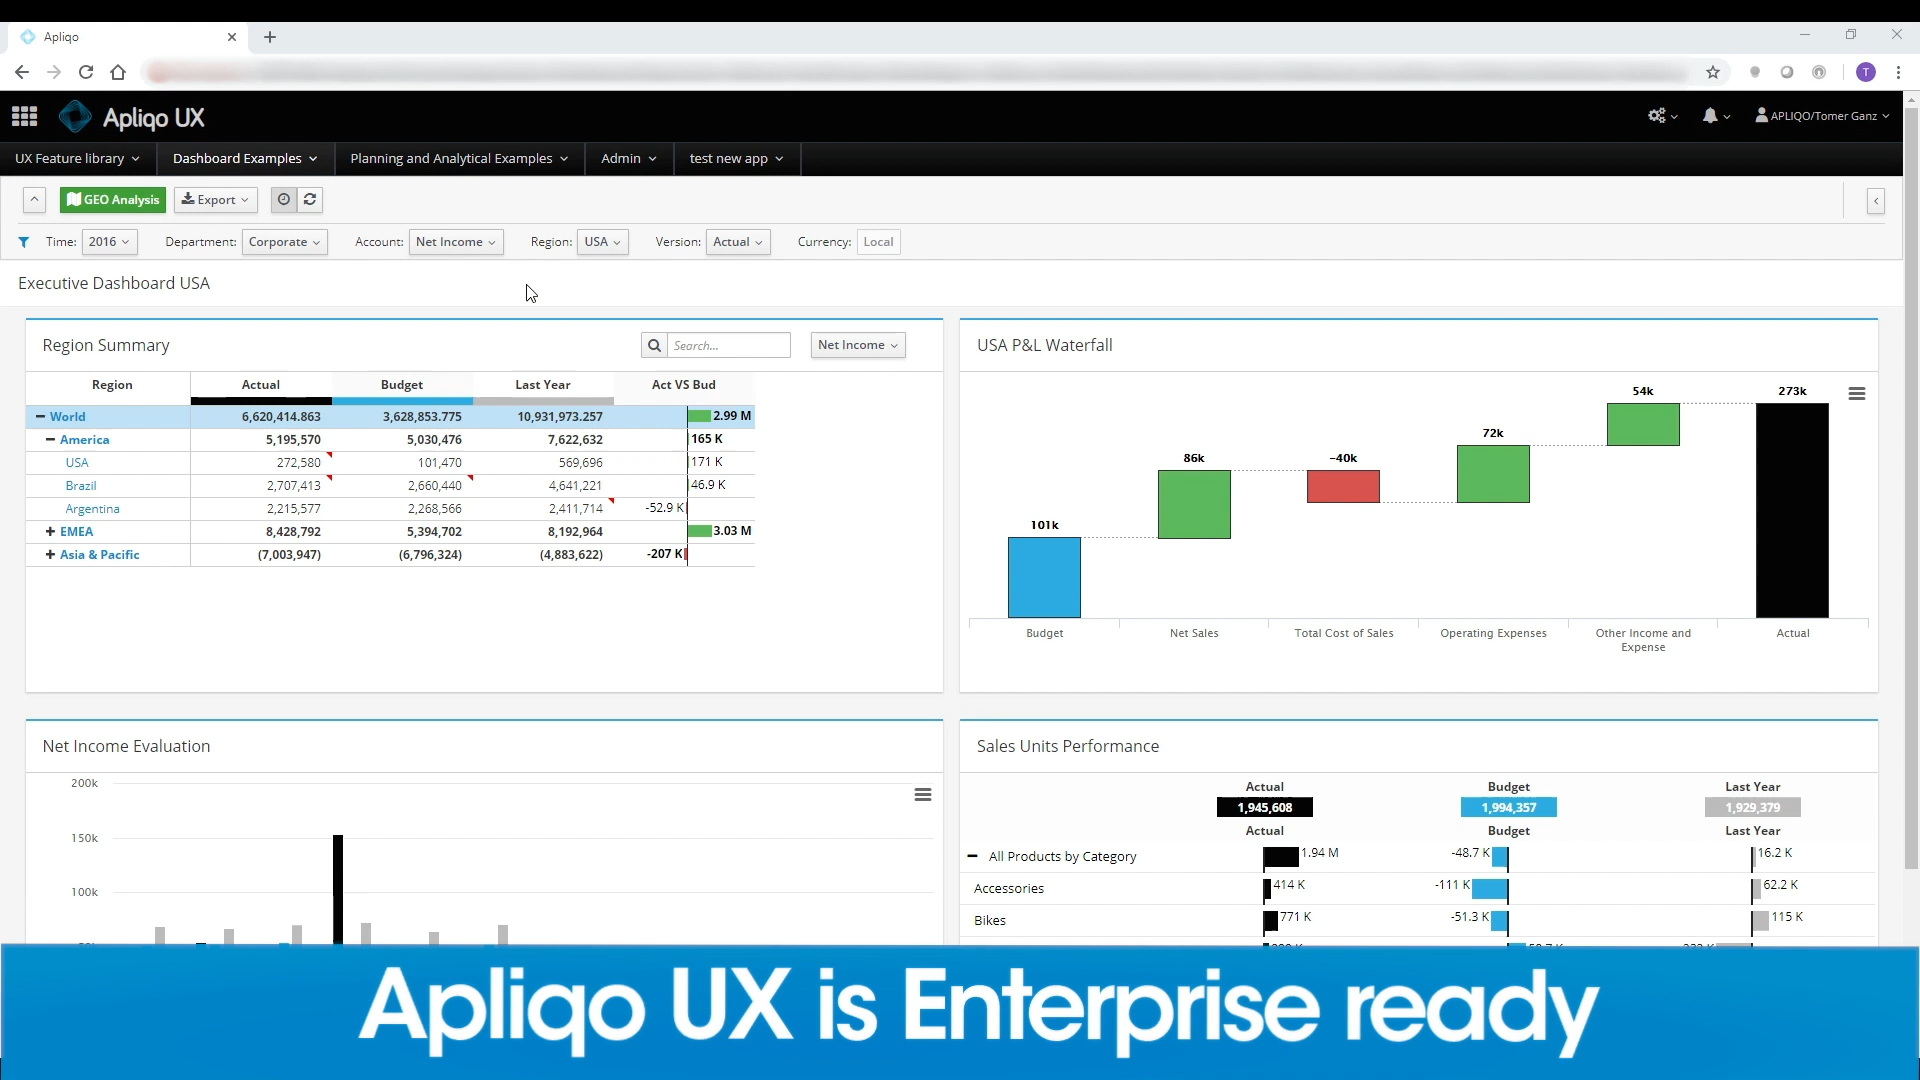 Apliqo
T
Apliqo UX
APLIQO/Tomer Ganz
UX Feature library Dashboard Examples Planning and Analytical Examples Admin test new app
GEO Analysis Export
Time: 2016 Department: Corporate Account: Net Income Region: USA Version: Actual Currency: Local
Executive Dashboard USA
Region Summary
Search...
Net Income
Region Actual Budget Last Year Act VS Bud
World 6,620,414.863 3,628,853.775 10,931,973.257 2.99 M
America 5,195,570 5,030,476 7,622,632 165 K
USA 272,580 101,470 569,696 171 K
Brazil 2,707,413 2,660,440 4,641,221 46.9 K
Argentina 2,215,577 2,268,566 2,411,714 -52.9 K
EMEA 8,428,792 5,394,702 8,192,964 3.03 M
Asia & Pacific (7,003,947) (6,796,324) (4,883,622) -207 K
USA P&L Waterfall
54k 273k
72k
86k -40k
101k
Budget Net Sales Total Cost of Sales Operating Expenses Other Income and Actual
Expense
Net Income Evaluation
200k
150k
100k
Sales Units Performance
Actual Budget Last Year
1,945,608 1,994,357 1,929,379
Actual Budget Last Year
All Products by Category 1.94 M -48.7 K 16.2 K
Accessories 414 K -111 K 62.2 K
Bikes 771 K -51.3 K 115 K
Apliqo UX is Enterprise ready